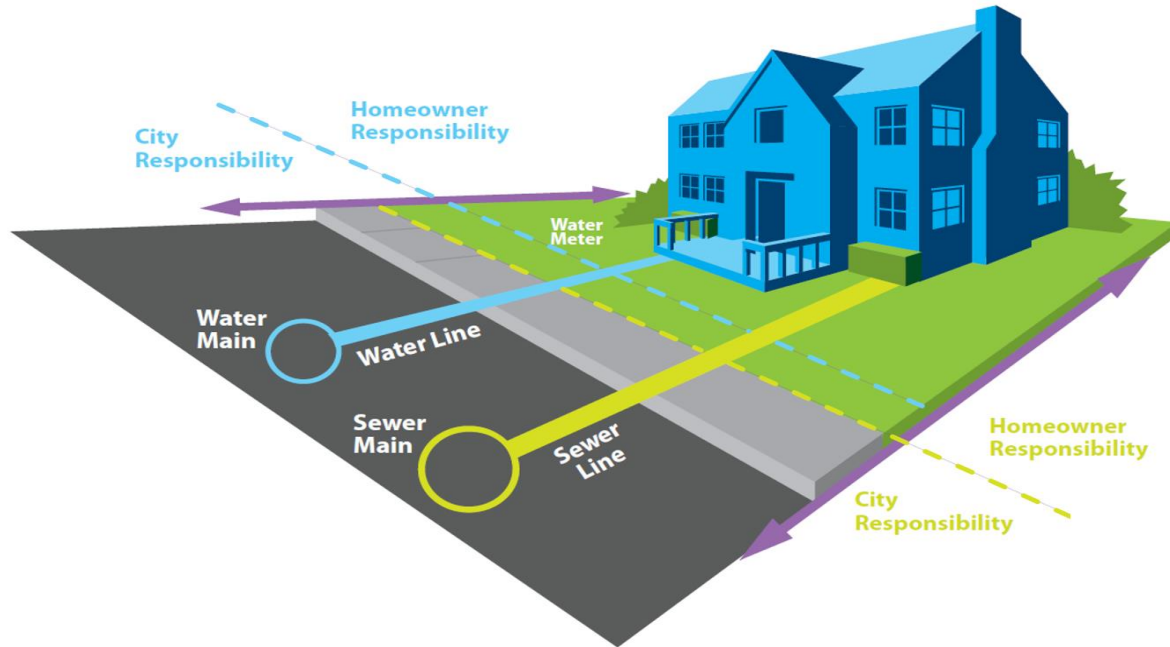 Homeowner
Responsibility
City
Responsibility
Water
Meter
Water
Main
Water Line
Sewer
Main
Sewer
Line
Homeowner
Responsibility
City
Responsibility